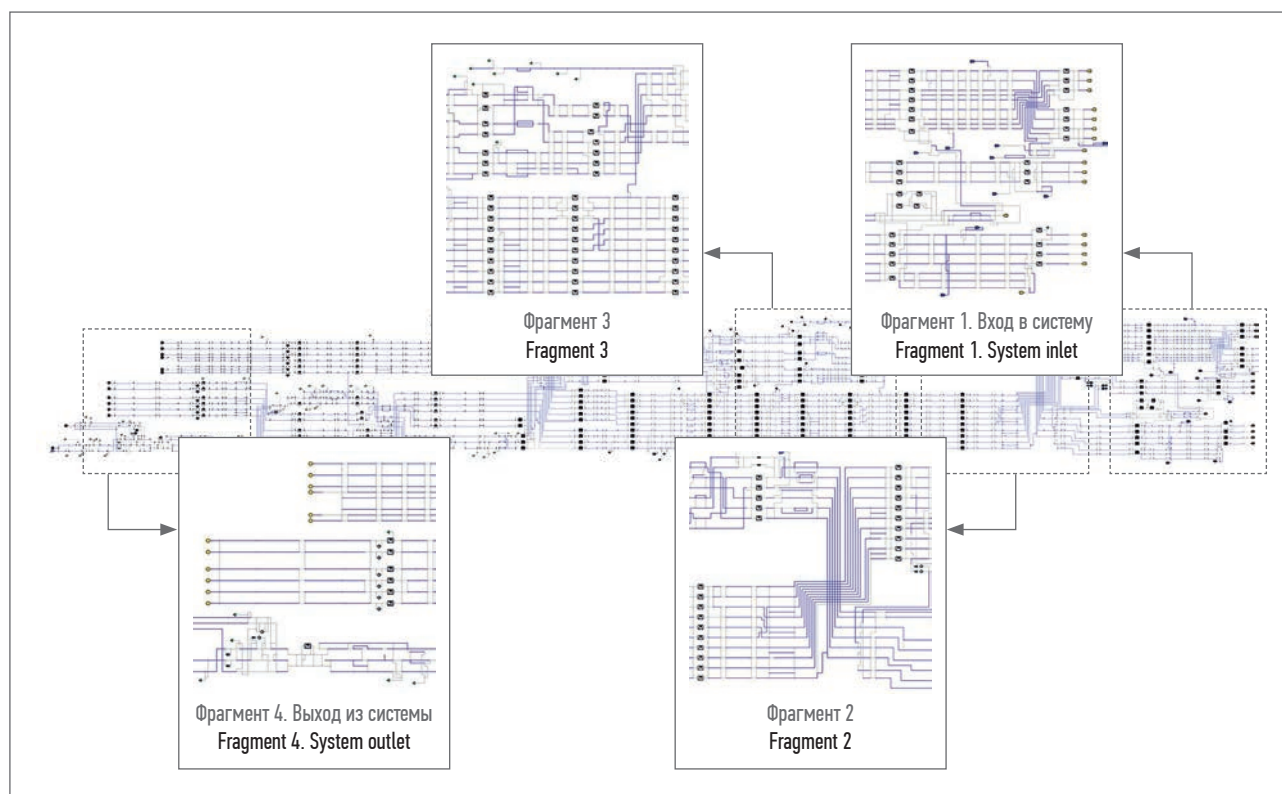 Фрагмент 3
Fragment 3
Фрагмент 1. Вход в систему
Fragment 1. System inlet
Фрагмент 4. Выход из системы
Fragment 4. System outlet
Фрагмент 2
Fragment 2